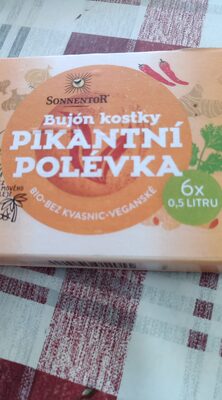 SONNENTOR®
Bujón kostky
PIKANTNÍ
POLÉVKA
BIO·BEZ KVASNIC·VEGANSKÉ
6x
0,5 LITRU